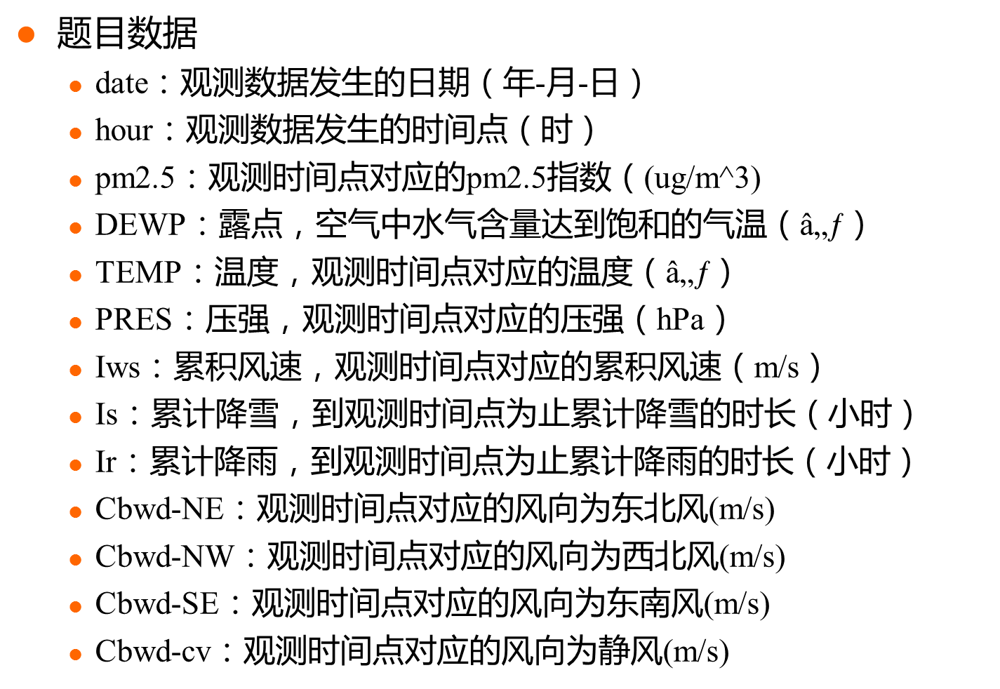 题目数据
date：观测数据发生的日期（年-月-日）
hour：观测数据发生的时间点（时）
pm2.5：观测时间点对应的pm2.5指数（(ug/m^3)
DEWP：露点，空气中水气含量达到饱和的气温（â„ƒ）
TEMP：温度，观测时间点对应的温度（â„ƒ）
PRES：压强，观测时间点对应的压强（hPa）
Iws：累积风速，观测时间点对应的累积风速（m/s）
Is：累计降雪，到观测时间点为止累计降雪的时长（小时）
Ir：累计降雨，到观测时间点为止累计降雨的时长（小时）
Cbwd-NE：观测时间点对应的风向为东北风(m/s)
Cbwd-NW：观测时间点对应的风向为西北风(m/s)
Cbwd-SE：观测时间点对应的风向为东南风(m/s)
Cbwd-cv：观测时间点对应的风向为静风(m/s)